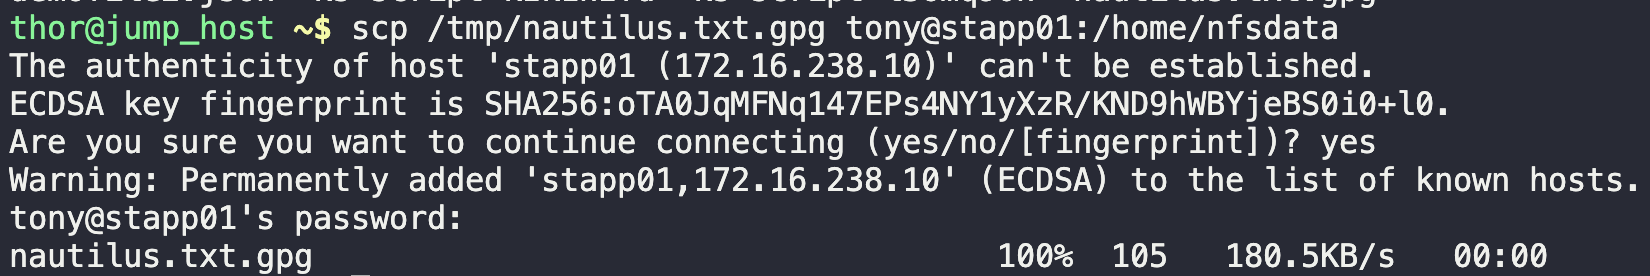 thor@jump_host ~$ scp /tmp/nautilus.txt.gpg tony@stapp01:/home/nfsdata
The authenticity of host 'stapp01 (172.16.238.10)' can't be established.
ECDSA key fingerprint is SHA256:oTA0JqMFNq147EPs4NY1yXzR/KND9hWBYjeBS0i0+l0.
Are you sure you want to continue connecting (yes/no/[fingerprint])? yes
Warning: Permanently added 'stapp01,172.16.238.10' (ECDSA) to the list of known hosts.
tony@stapp01's password:
nautilus.txt.gpg 100% 105 180.5KB/s 00:00